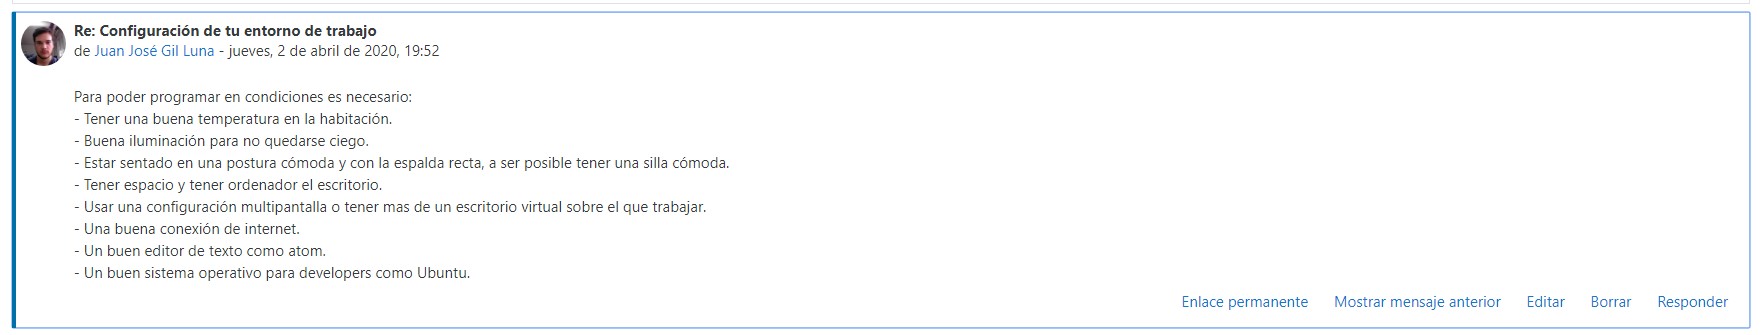 Re: Configuración de tu entorno de trabajo
de Juan José Gil Luna - jueves, 2 de abril de 2020, 19:52
Para poder programar en condiciones es necesario:
- Tener una buena temperatura en la habitación.
- Buena iluminación para no quedarse ciego.
- Estar sentado en una postura cómoda y con la espalda recta, a ser posible tener una silla cómoda.
- Tener espacio y tener ordenador el escritorio.
- Usar una configuración multipantalla o tener mas de un escritorio virtual sobre el que trabajar.
- Una buena conexión de internet.
- Un buen editor de texto como atom.
- Un buen sistema operativo para developers como Ubuntu.
Enlace permanente Mostrar mensaje anterior Editar Borrar Responder